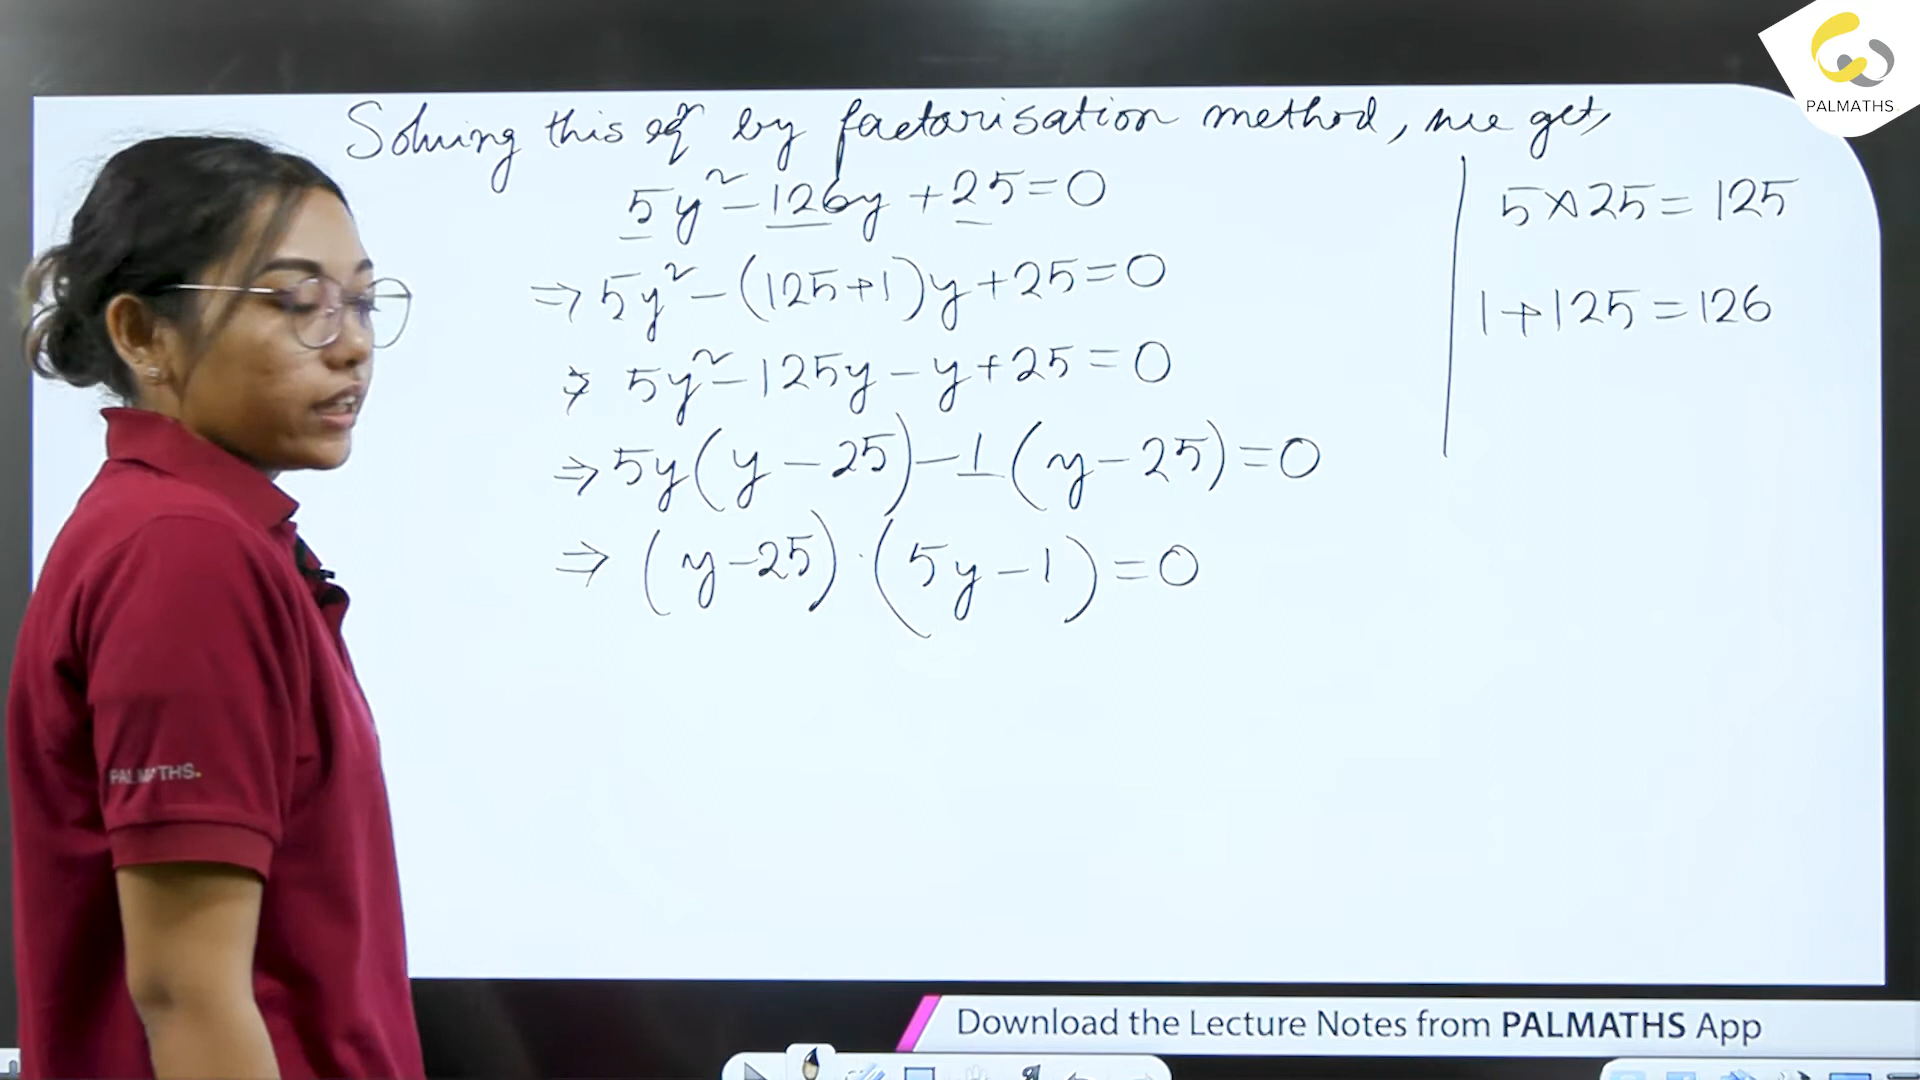 Solving this eqⁿ by factorisation method, we get,
5y² - 126y + 25 = 0
⇒ 5y² - (125+1)y + 25 = 0
⇒ 5y² - 125y - y + 25 = 0
⇒ 5y(y - 25) - 1(y - 25) = 0
⇒ (y - 25) · (5y - 1) = 0
5 × 25 = 125
1 + 125 = 126
PALMATHS
PALMATHS.
Download the Lecture Notes from PALMATHS App